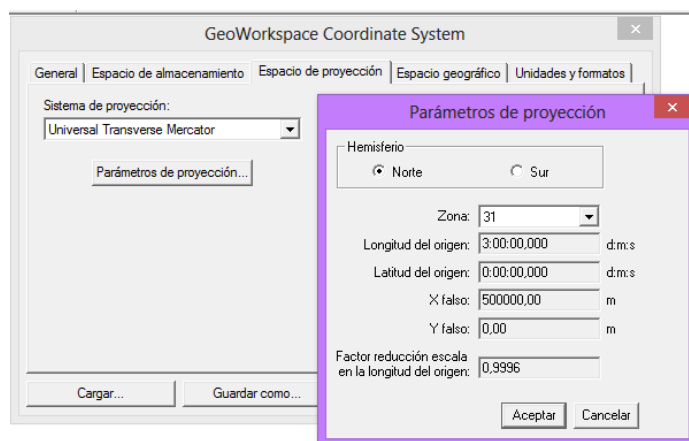 GeoWorkspace Coordinate System
General Espacio de almacenamiento Espacio de proyección Espacio geográfico Unidades y formatos
Sistema de proyección:
Universal Transverse Mercator
Parámetros de proyección...
Cargar...
Guardar como...
Parámetros de proyección
Hemisferio
Norte Sur
Zona: 31
Longitud del origen: 3:00:00,000 d:m:s
Latitud del origen: 0:00:00,000 d:m:s
X falso: 500000,00 m
Y falso: 0,00 m
Factor reducción escala
en la longitud del origen: 0,9996
Aceptar Cancelar